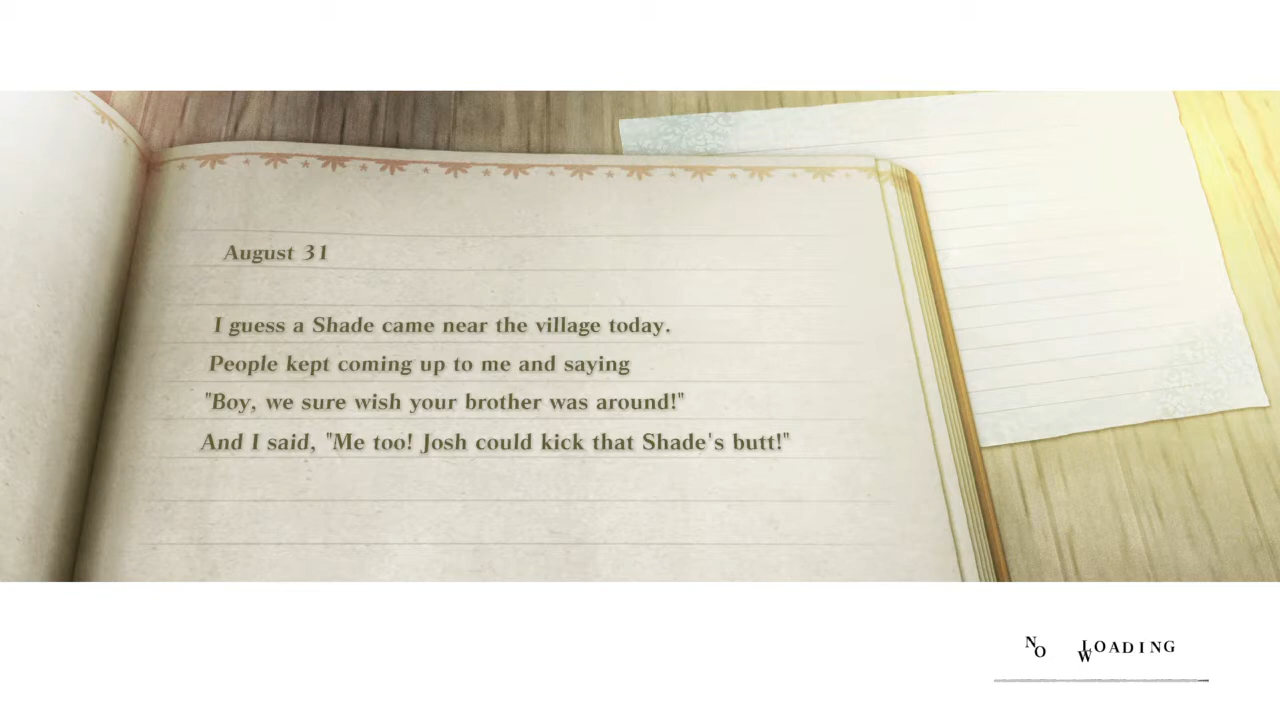 August 31
I guess a Shade came near the village today.
People kept coming up to me and saying
"Boy, we sure wish your brother was around!"
And I said, "Me too! Josh could kick that Shade's butt!"
NOW LOADING